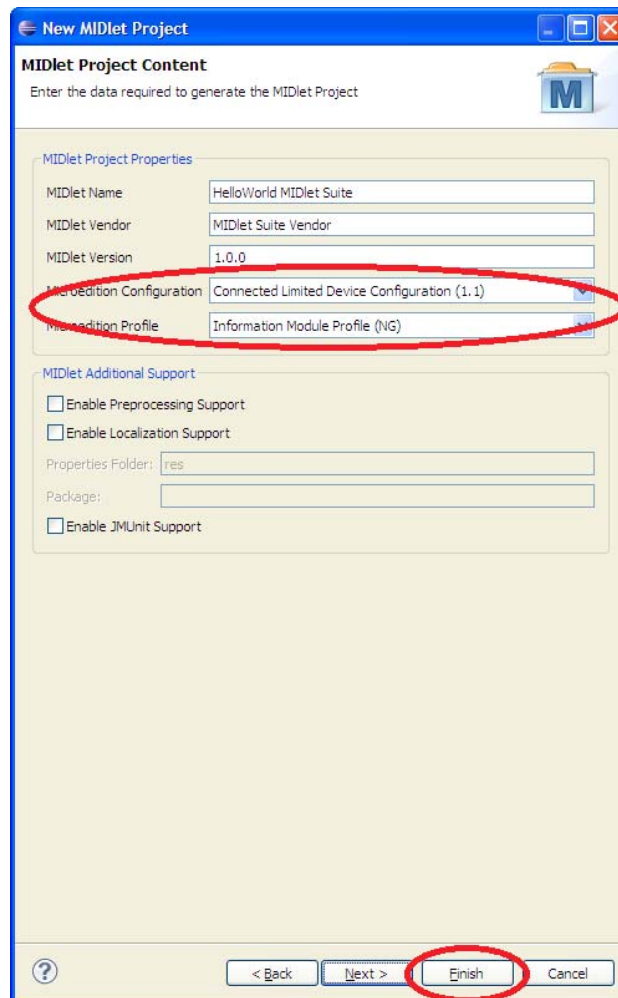 New MIDlet Project
MIDlet Project Content
Enter the data required to generate the MIDlet Project
M
MIDlet Project Properties
MIDlet Name HelloWorld MIDlet Suite
MIDlet Vendor MIDlet Suite Vendor
MIDlet Version 1.0.0
Microedition Configuration Connected Limited Device Configuration (1.1)
Microedition Profile Information Module Profile (NG)
MIDlet Additional Support
Enable Preprocessing Support
Enable Localization Support
Properties Folder: res
Package:
Enable JMUnit Support
? < Back Next > Finish Cancel